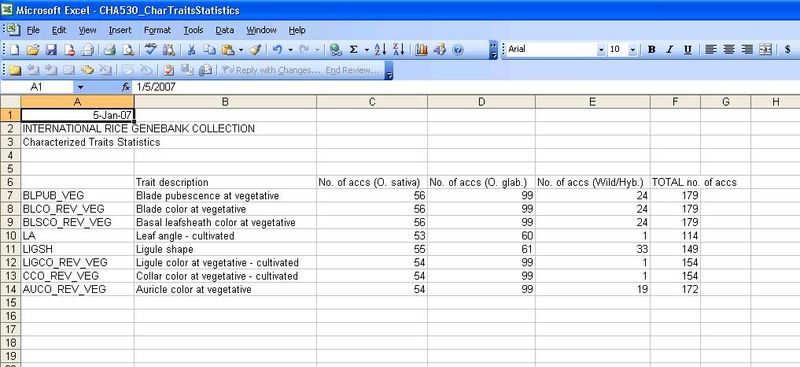 Microsoft Excel - CHA530_CharTraitsStatistics
File Edit View Insert Format Tools Data Window Help
Arial 10 B I U $
Reply with Changes... End Review...
A1 fx 1/5/2007
A B C D E F G H
1 5-Jan-07
2 INTERNATIONAL RICE GENEBANK COLLECTION
3 Characterized Traits Statistics
4
5
6 Trait description No. of accs (O. sativa) No. of accs (O. glab.) No. of accs (Wild/Hyb.) TOTAL no. of accs
7 BLPUB_VEG Blade pubescence at vegetative 56 99 24 179
8 BLCO_REV_VEG Blade color at vegetative 56 99 24 179
9 BLSCO_REV_VEG Basal leafsheath color at vegetative 56 99 24 179
10 LA Leaf angle - cultivated 53 60 1 114
11 LIGSH Ligule shape 55 61 33 149
12 LIGCO_REV_VEG Ligule color at vegetative - cultivated 54 99 1 154
13 CCO_REV_VEG Collar color at vegetative - cultivated 54 99 1 154
14 AUCO_REV_VEG Auricle color at vegetative 54 99 19 172
15
16
17
18
19